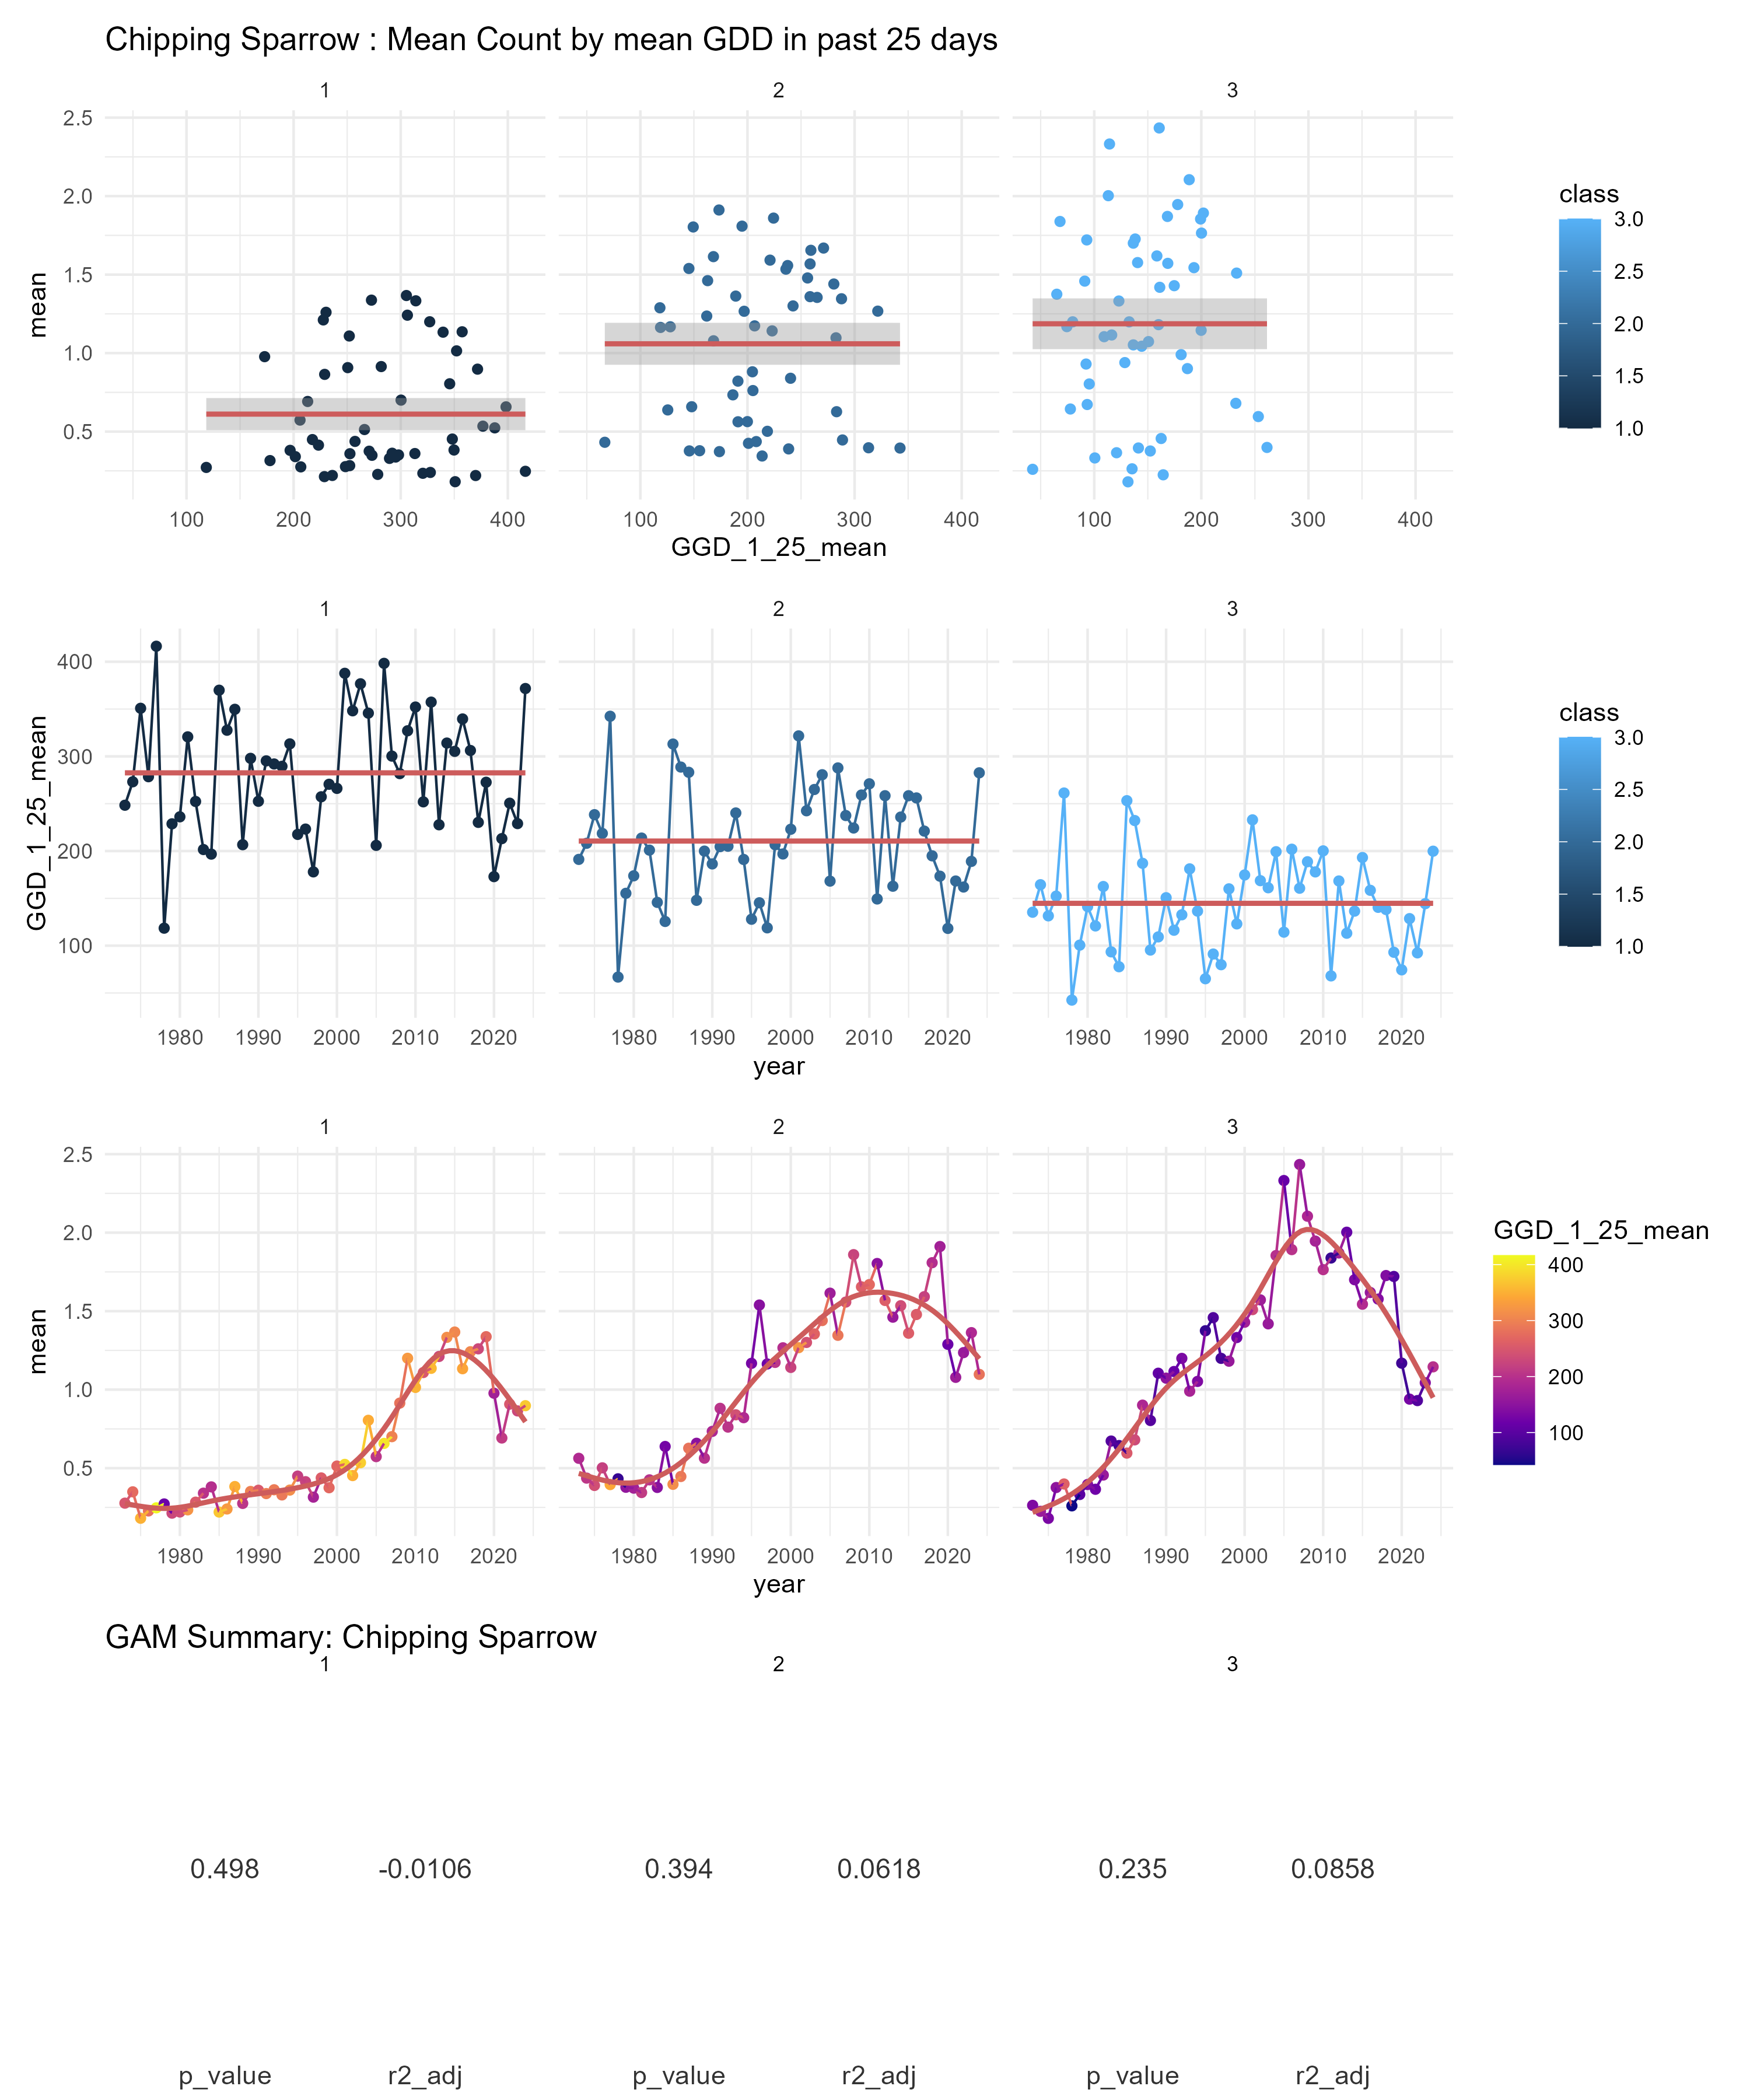 Chipping Sparrow : Mean Count by mean GDD in past 25 days
1 2 3
2.5
2.0
1.5
1.0
0.5
mean
100 200 300 400 100 200 300 400 100 200 300 400
GGD_1_25_mean
class
3.0
2.5
2.0
1.5
1.0
1 2 3
400
300
200
100
GGD_1_25_mean
1980 1990 2000 2010 2020 1980 1990 2000 2010 2020 1980 1990 2000 2010 2020
year
class
3.0
2.5
2.0
1.5
1.0
1 2 3
2.5
2.0
1.5
1.0
0.5
mean
1980 1990 2000 2010 2020 1980 1990 2000 2010 2020 1980 1990 2000 2010 2020
year
GGD_1_25_mean
400
300
200
100
GAM Summary: Chipping Sparrow
1 2 3
0.498 -0.0106 0.394 0.0618 0.235 0.0858
p_value r2_adj p_value r2_adj p_value r2_adj